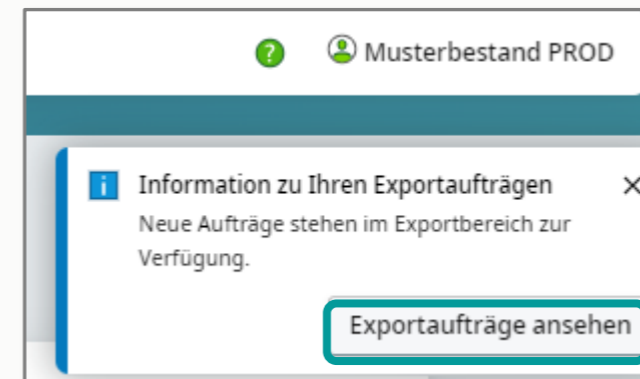 ? Musterbestand PROD
i Information zu Ihren Exportaufträgen
Neue Aufträge stehen im Exportbereich zur
Verfügung.
Exportaufträge ansehen